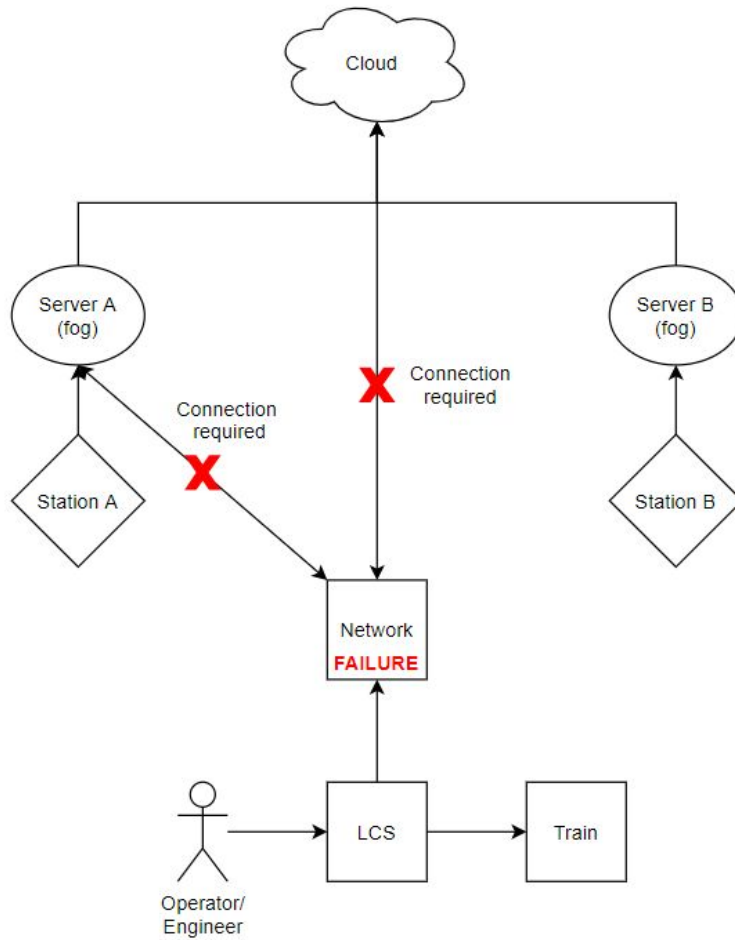 Cloud
Server A
(fog)
Server B
(fog)
Connection
required
Connection
required
Station A
Station B
Network
FAILURE
LCS
Train
Operator/
Engineer